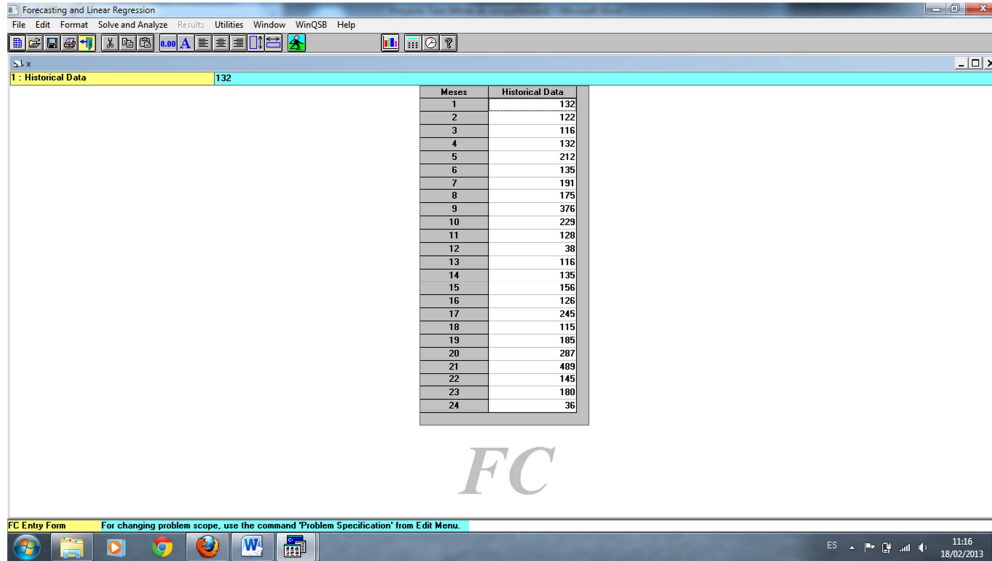 Forecasting and Linear Regression
File Edit Format Solve and Analyze Results Utilities Window WinQSB Help
0.00 A
x
1 : Historical Data 132
Meses Historical Data
1 132
2 122
3 116
4 132
5 212
6 135
7 191
8 175
9 376
10 229
11 128
12 38
13 116
14 135
15 156
16 126
17 245
18 115
19 185
20 287
21 489
22 145
23 180
24 36
FC
FC Entry Form For changing problem scope, use the command 'Problem Specification' from Edit Menu.
ES 11:16
18/02/2013